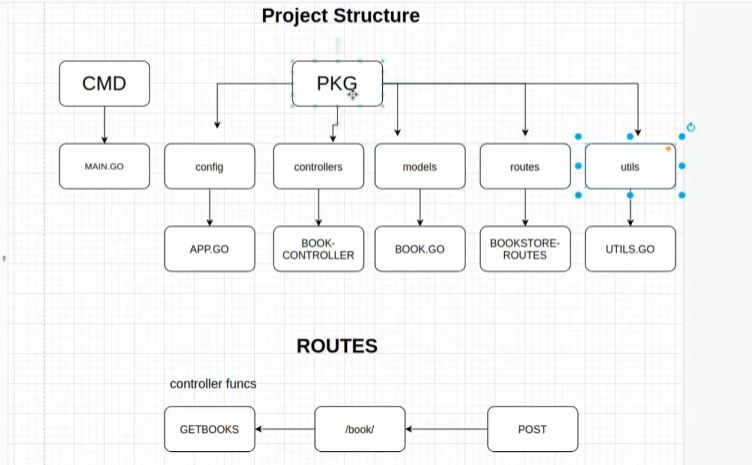 Project Structure
CMD
PKG
MAIN.GO
config
controllers
models
routes
utils
APP.GO
BOOK-
CONTROLLER
BOOK.GO
BOOKSTORE-
ROUTES
UTILS.GO
ROUTES
controller funcs
GETBOOKS
/book/
POST